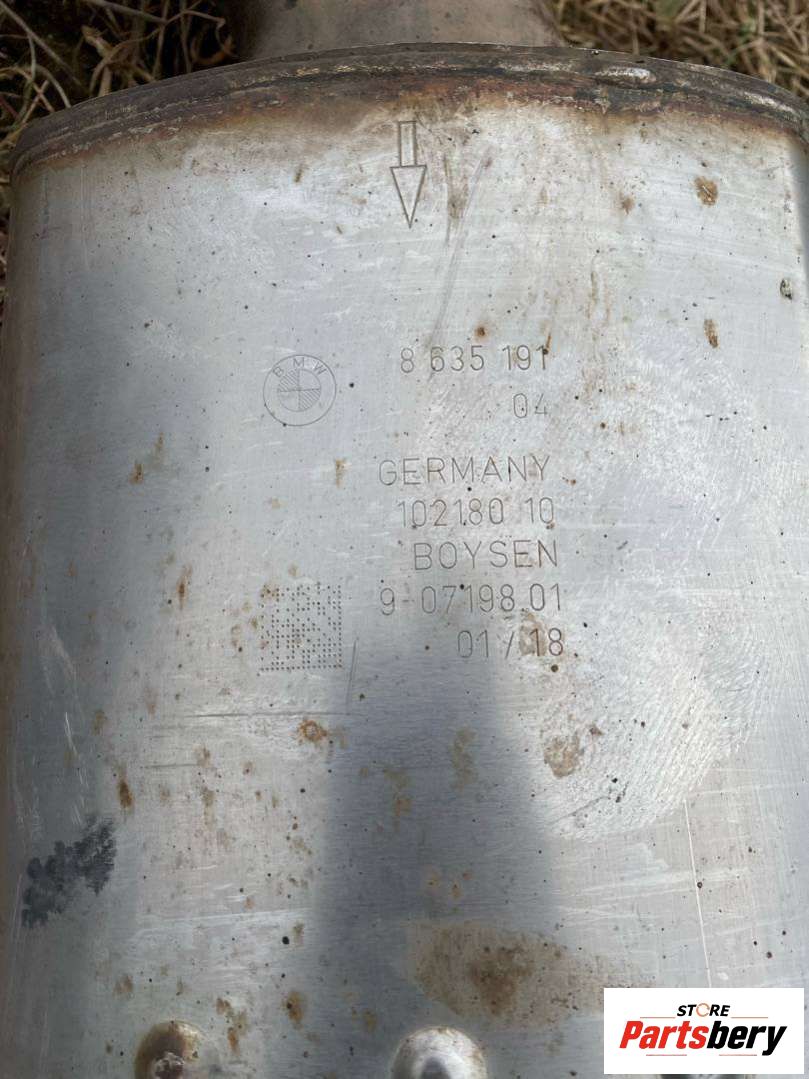 BMW
8 635 191
04
GERMANY
102180 10
BOYSEN
9-07198.01
01/18
STORE
Partsbery